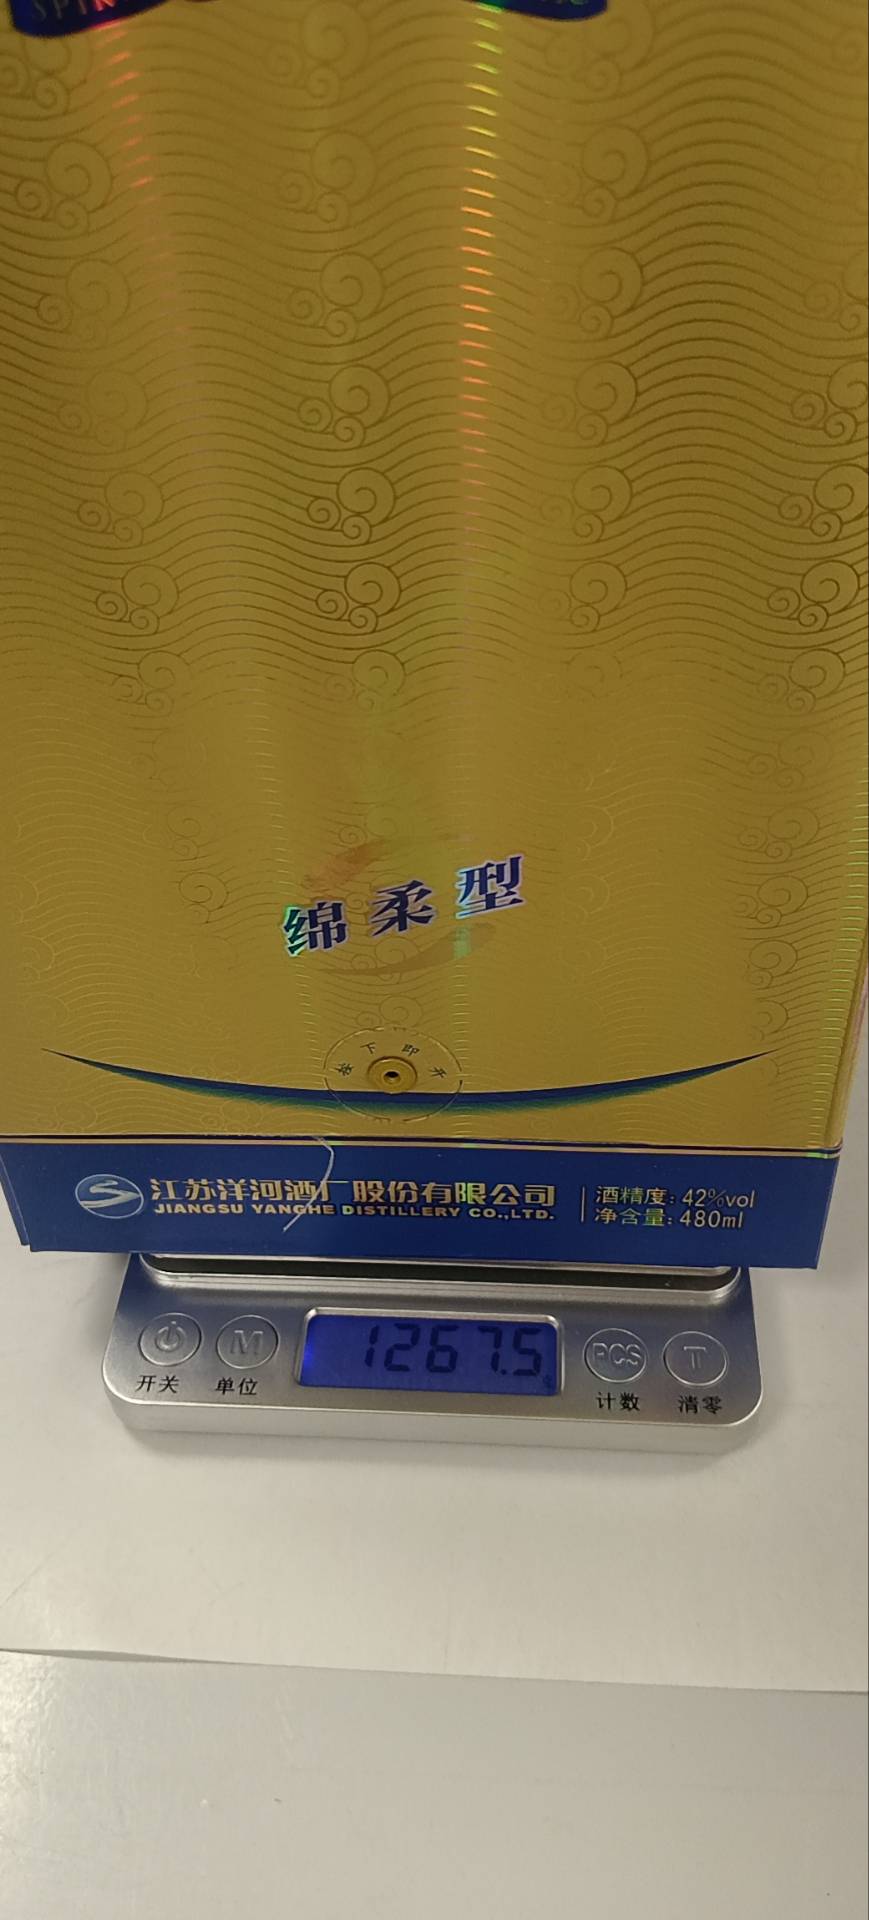 绵柔型
按下即开
江苏洋河酒厂股份有限公司
JIANGSU YANGHE DISTILLERY CO.,LTD.
酒精度: 42%vol
净含量: 480ml
1267.5
M
PCS
T
开关
单位
计数
清零